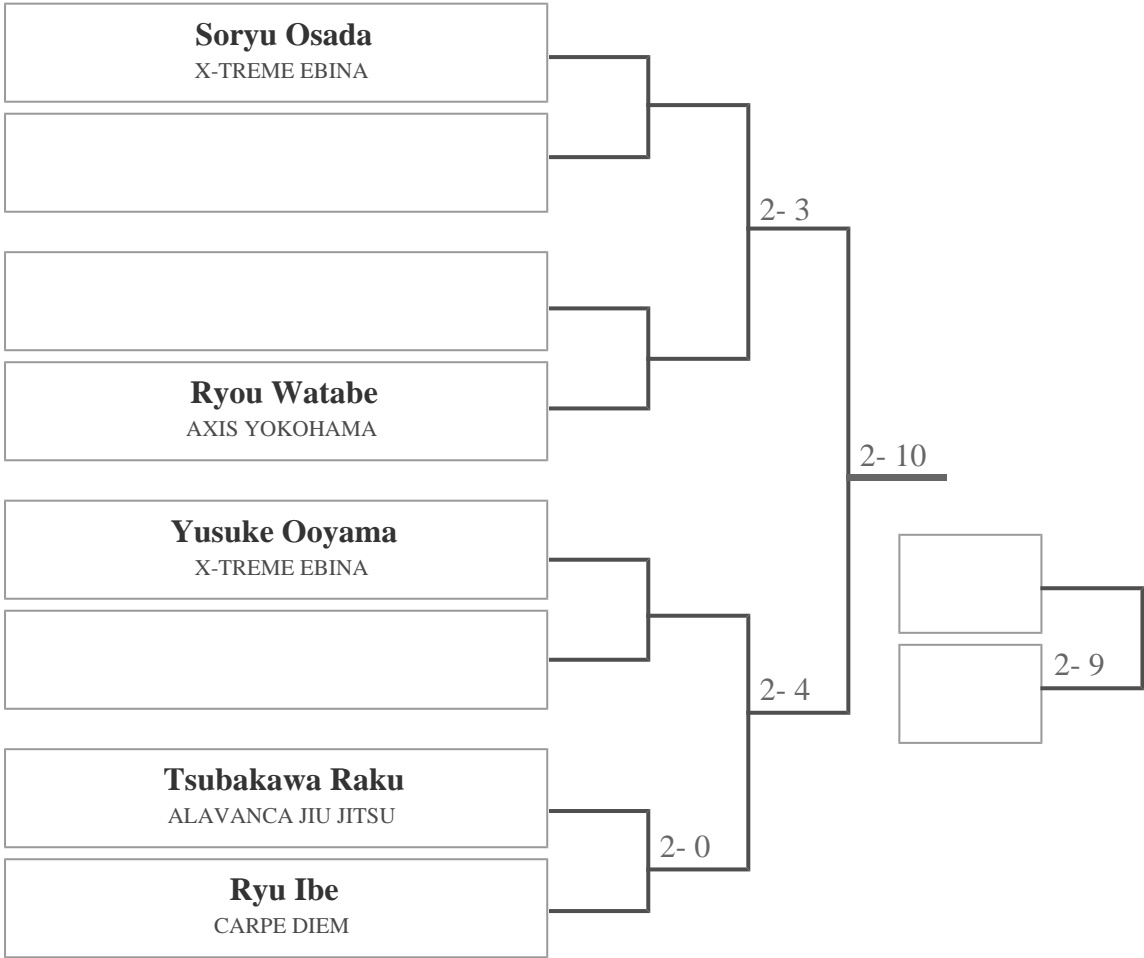 Soryu Osada
X-TREME EBINA
2- 3
Ryou Watabe
AXIS YOKOHAMA
2- 10
Yusuke Ooyama
X-TREME EBINA
2- 9
2- 4
Tsubakawa Raku
ALAVANCA JIU JITSU
2- 0
Ryu Ibe
CARPE DIEM